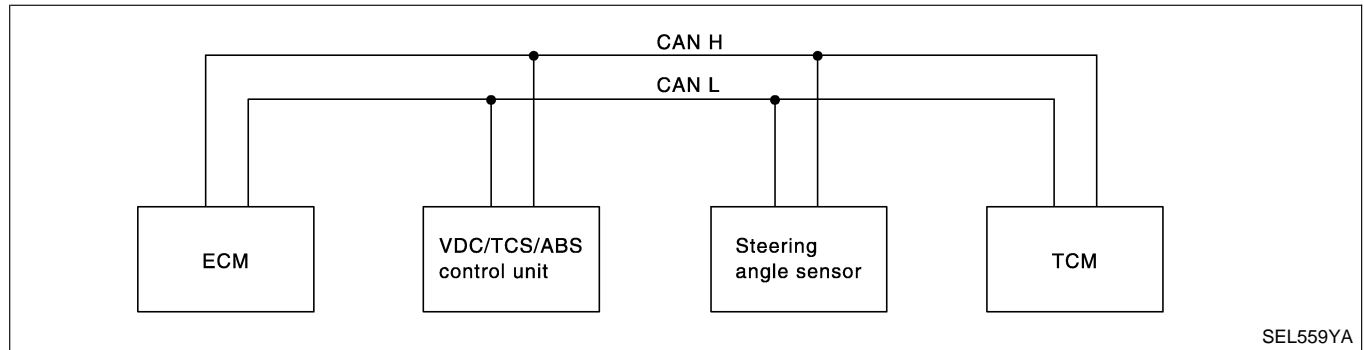 CAN H
CAN L
ECM
VDC/TCS/ABS
control unit
Steering
angle sensor
TCM
SEL559YA